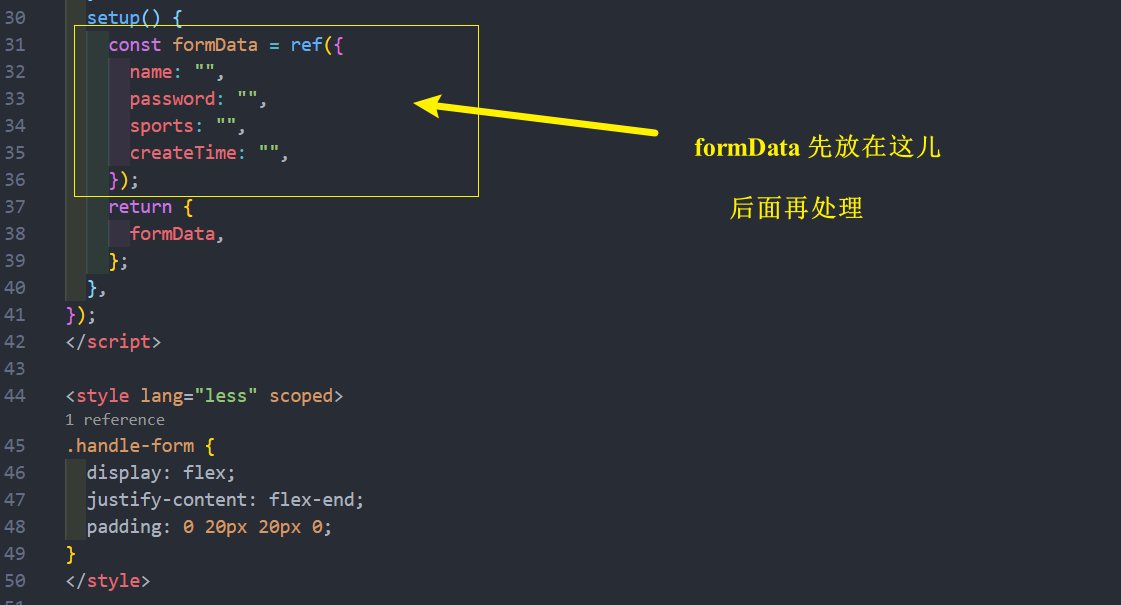 30 setup() {
31 const formData = ref({
32 name: "",
33 password: "",
34 sports: "",
35 createTime: "",
36 });
37 return {
38 formData,
39 };
40 },
41 });
42 </script>
43
44 <style lang="less" scoped>
1 reference
45 .handle-form {
46 display: flex;
47 justify-content: flex-end;
48 padding: 0 20px 20px 0;
49 }
50 </style>
51
formData 先放在这儿
后面再处理